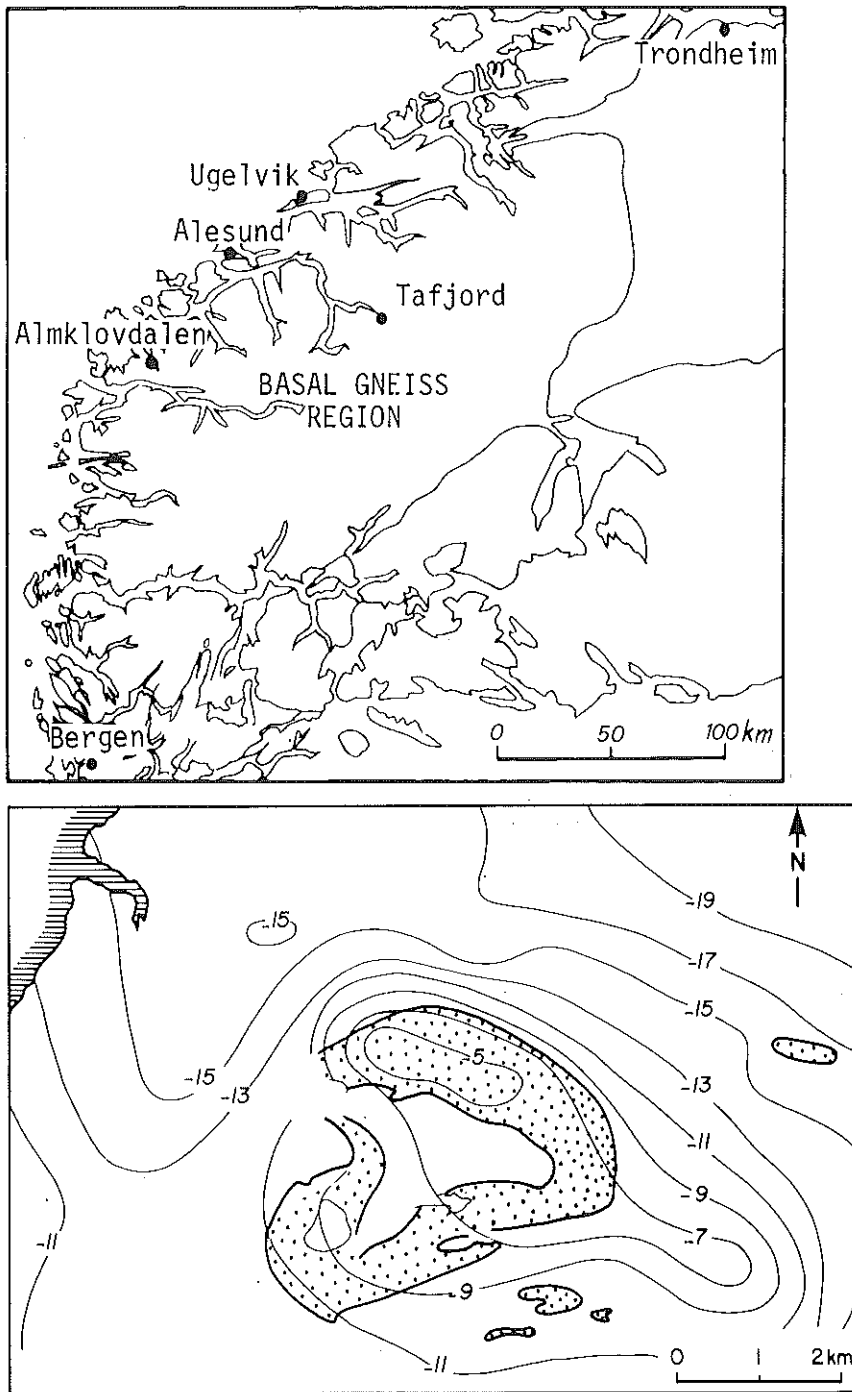 Trondheim
Ugelvik
Alesund
Tafjord
Almklovdalen
BASAL GNEISS
REGION
Bergen
0 50 100 km
N
-19
-15
-17
-15
-5
-15
-13
-13
-11
-9
-11
-7
-9
-11
0 1 2 km